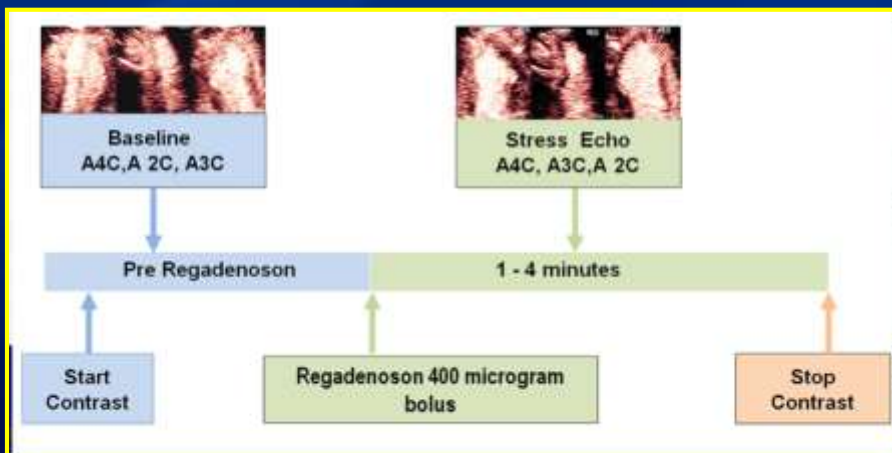 Baseline
A4C,A 2C, A3C
Stress Echo
A4C, A3C,A 2C
Pre Regadenoson
1 - 4 minutes
Start
Contrast
Regadenoson 400 microgram
bolus
Stop
Contrast